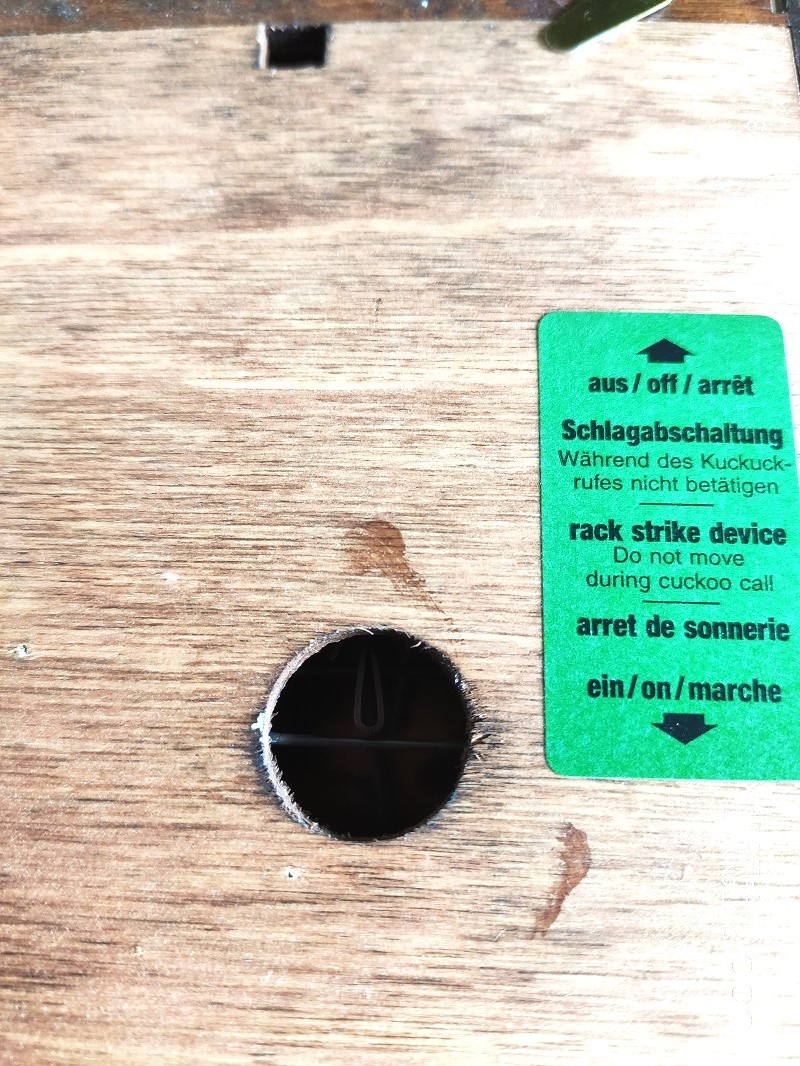 aus / off / arrêt
Schlagabschaltung
Während des Kuckuck-
rufes nicht betätigen
rack strike device
Do not move
during cuckoo call
arret de sonnerie
ein / on / marche